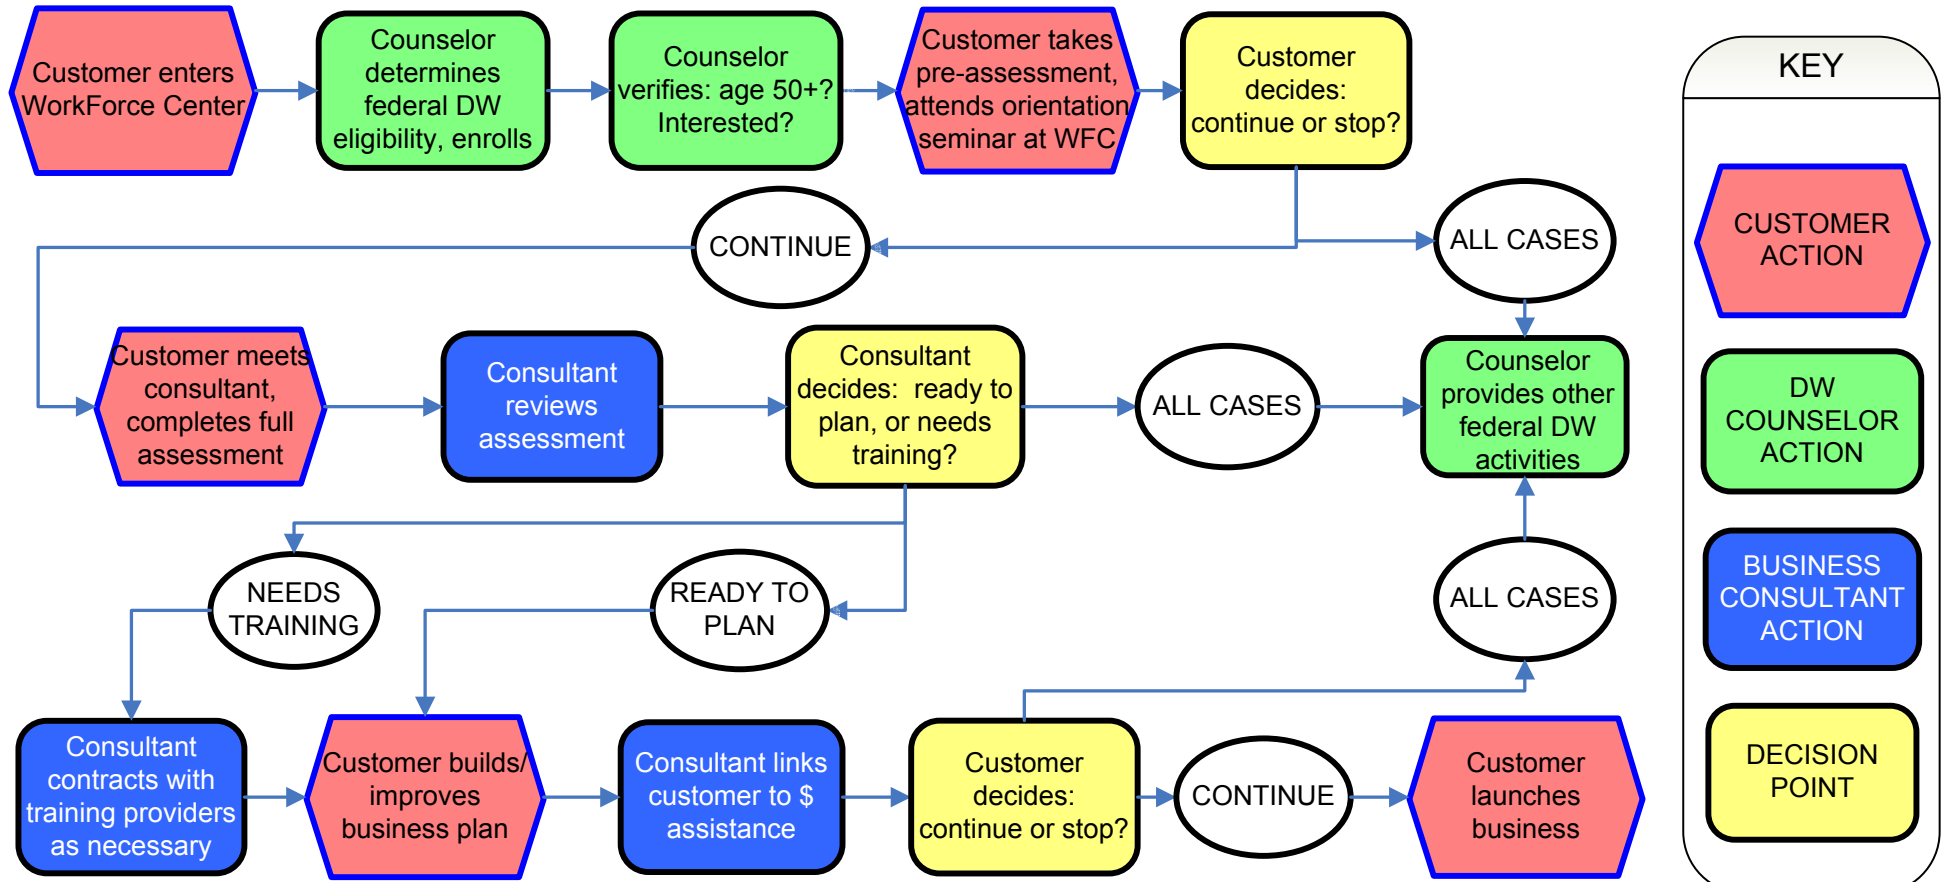 Customer enters
WorkForce Center
Counselor
determines
federal DW
eligibility, enrolls
Counselor
verifies: age 50+?
Interested?
Customer takes
pre-assessment,
attends orientation
seminar at WFC
Customer
decides:
continue or stop?
CONTINUE
ALL CASES
Customer meets
consultant,
completes full
assessment
Consultant
reviews
assessment
Consultant
decides: ready to
plan, or needs
training?
ALL CASES
Counselor
provides other
federal DW
activities
NEEDS
TRAINING
READY TO
PLAN
ALL CASES
Consultant
contracts with
training providers
as necessary
Customer builds/
improves
business plan
Consultant links
customer to $
assistance
Customer
decides:
continue or stop?
CONTINUE
Customer
launches
business
KEY
CUSTOMER
ACTION
DW
COUNSELOR
ACTION
BUSINESS
CONSULTANT
ACTION
DECISION
POINT